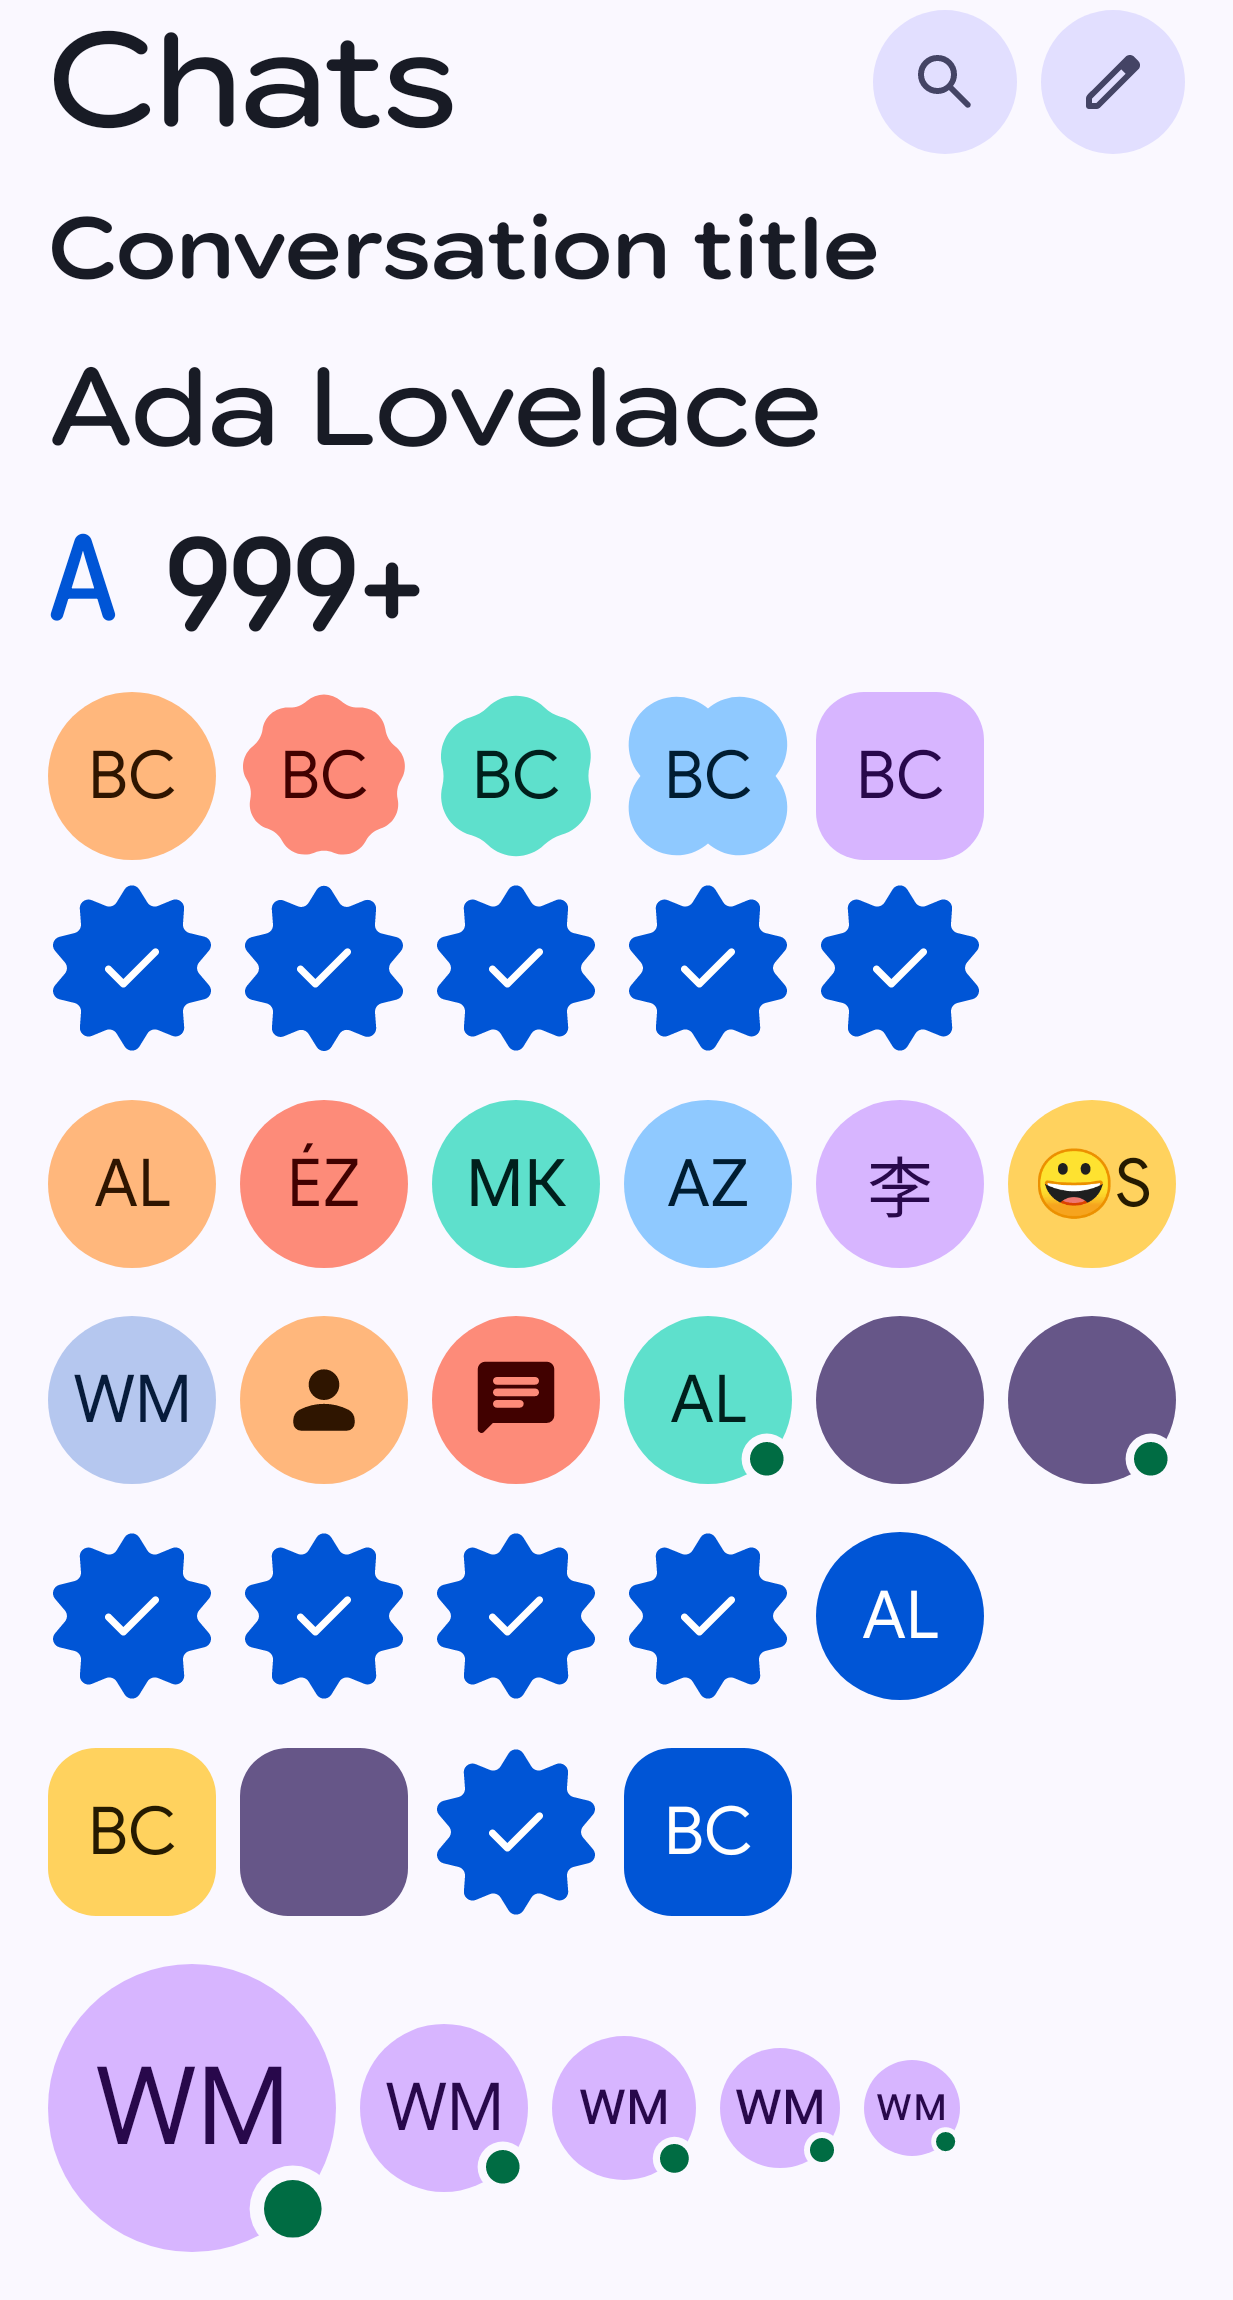 Chats
Conversation title
Ada Lovelace
A 999+
BC BC BC BC BC
AL ÉZ MK AZ 李 😀S
WM AL
AL
BC BC
WM WM WM WM WM